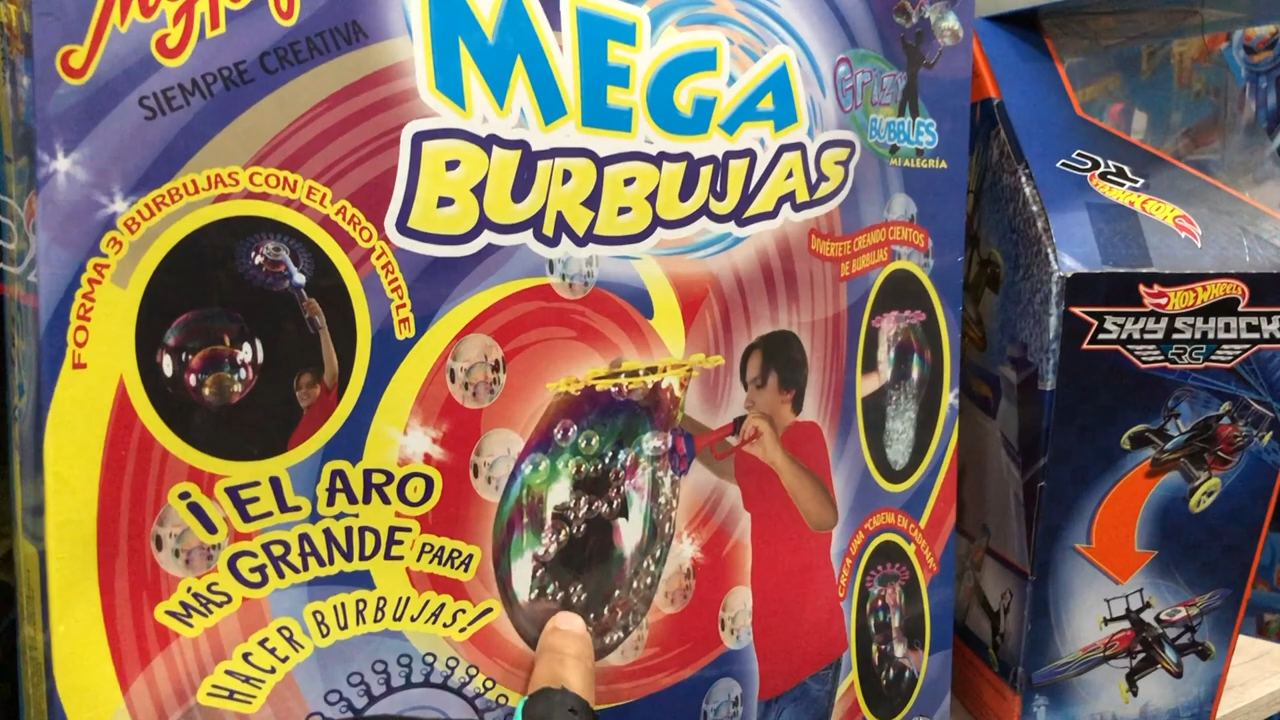 SIEMPRE CREATIVA
MEGA
BURBUJAS
CRAZY
BUBBLES
MI ALEGRÍA
FORMA 3 BURBUJAS CON EL ARO TRIPLE
DIVIÉRTETE CREANDO CIENTOS
DE BURBUJAS
¡EL ARO
MÁS GRANDE PARA
HACER BURBUJAS!
CREA UNA "CADENA EN CADENA"
RC
HOT WHEELS
HOT WHEELS
SKY SHOCK
RC